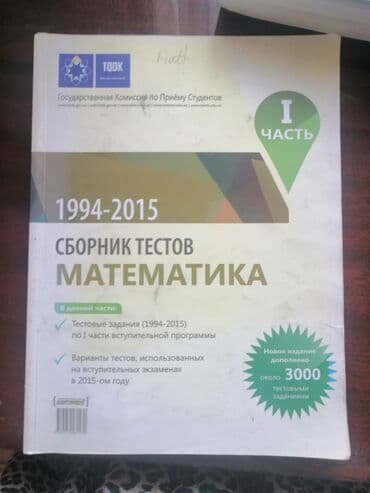 TQDK
Государственная Комиссия по Приёму Студентов
I
ЧАСТЬ
1994-2015
СБОРНИК ТЕСТОВ
МАТЕМАТИКА
В данной части:
Тестовые задания (1994-2015)
по I части вступительной программы
Варианты тестов, использованных
на вступительных экзаменах
в 2015-ом году
Новое издание
дополнено
около 3000
тестовыми
заданиями